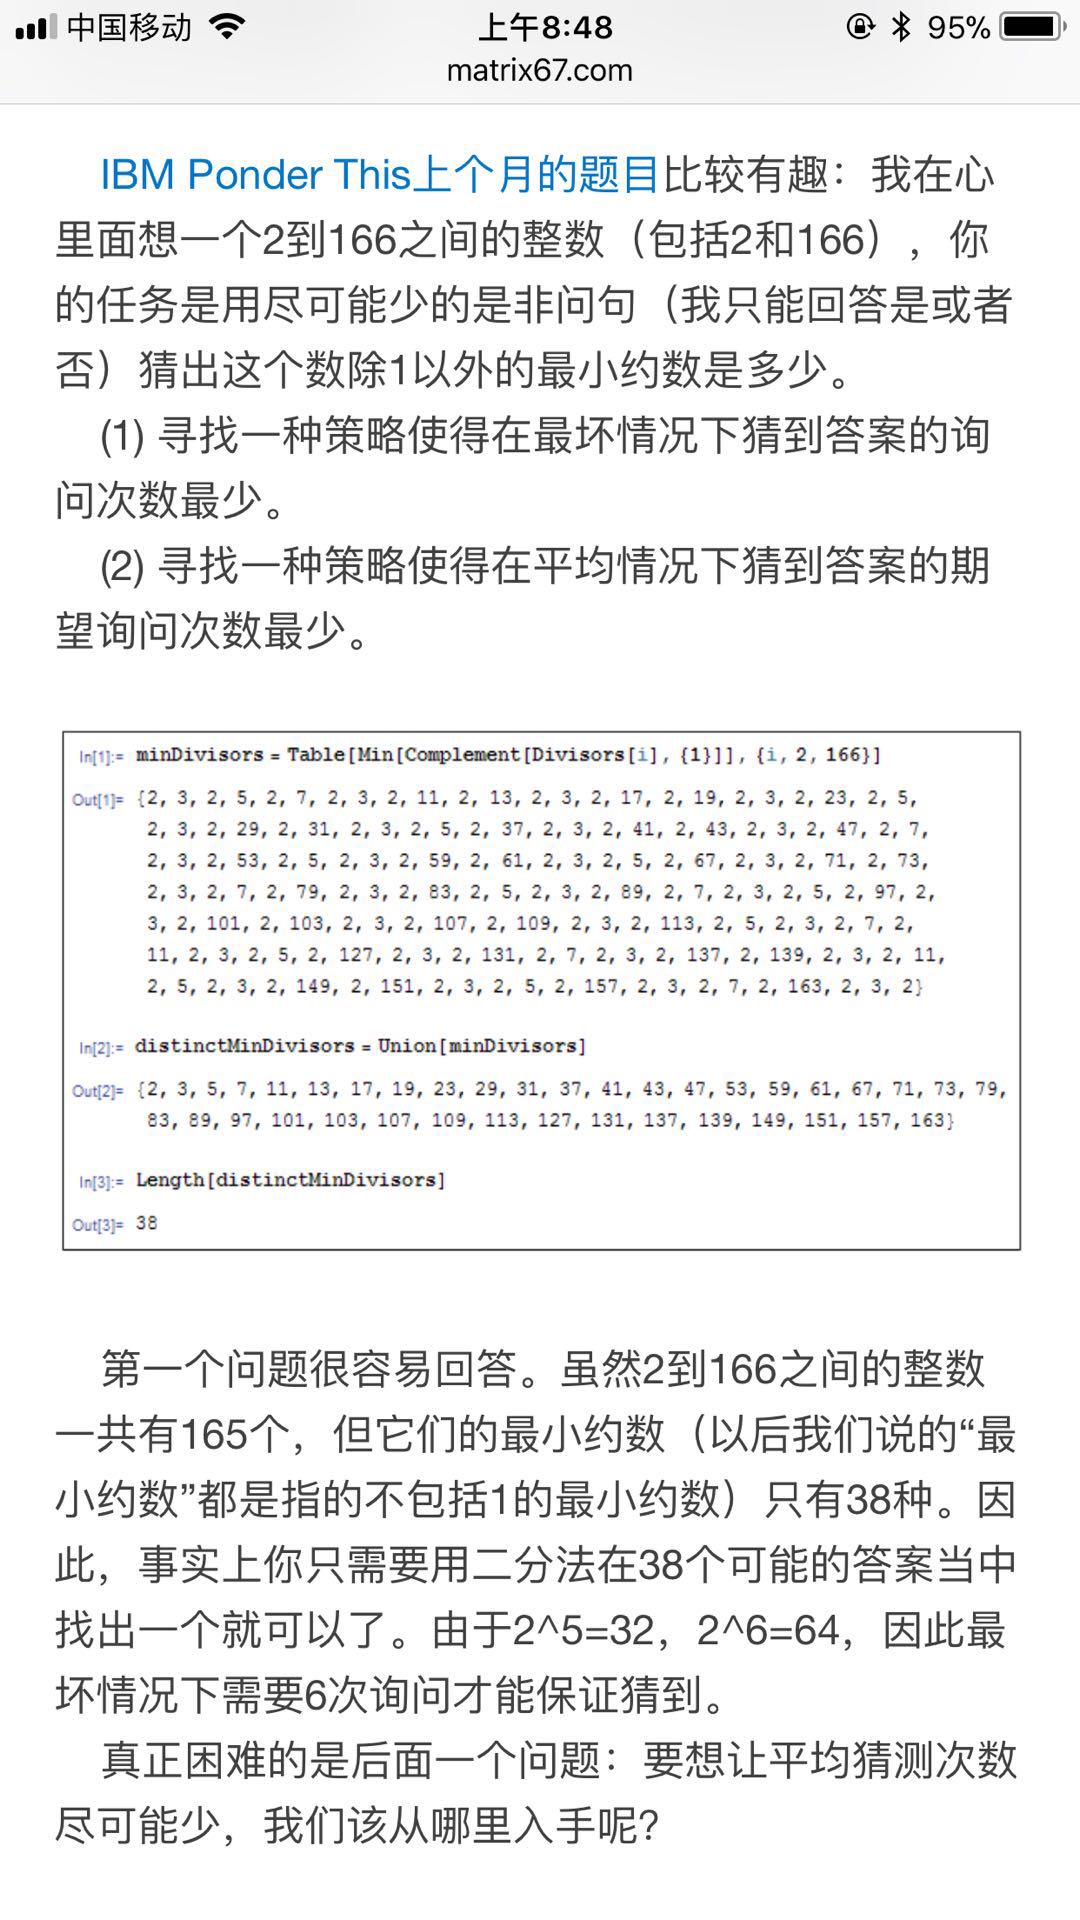 中国移动 上午8:48 95%
matrix67.com
IBM Ponder This上个月的题目比较有趣：我在心
里面想一个2到166之间的整数（包括2和166），你
的任务是用尽可能少的是非问句（我只能回答是或者
否）猜出这个数除1以外的最小约数是多少。
(1) 寻找一种策略使得在最坏情况下猜到答案的询
问次数最少。
(2) 寻找一种策略使得在平均情况下猜到答案的期
望询问次数最少。
In[1]:= minDivisors = Table[Min[Complement[Divisors[i], {1}]], {i, 2, 166}]
Out[1]= {2, 3, 2, 5, 2, 7, 2, 3, 2, 11, 2, 13, 2, 3, 2, 17, 2, 19, 2, 3, 2, 23, 2, 5,
2, 3, 2, 29, 2, 31, 2, 3, 2, 5, 2, 37, 2, 3, 2, 41, 2, 43, 2, 3, 2, 47, 2, 7,
2, 3, 2, 53, 2, 5, 2, 3, 2, 59, 2, 61, 2, 3, 2, 5, 2, 67, 2, 3, 2, 71, 2, 73,
2, 3, 2, 7, 2, 79, 2, 3, 2, 83, 2, 5, 2, 3, 2, 89, 2, 7, 2, 3, 2, 5, 2, 97, 2,
3, 2, 101, 2, 103, 2, 3, 2, 107, 2, 109, 2, 3, 2, 113, 2, 5, 2, 3, 2, 7, 2,
11, 2, 3, 2, 5, 2, 127, 2, 3, 2, 131, 2, 7, 2, 3, 2, 137, 2, 139, 2, 3, 2, 11,
2, 5, 2, 3, 2, 149, 2, 151, 2, 3, 2, 5, 2, 157, 2, 3, 2, 7, 2, 163, 2, 3, 2}
In[2]:= distinctMinDivisors = Union[minDivisors]
Out[2]= {2, 3, 5, 7, 11, 13, 17, 19, 23, 29, 31, 37, 41, 43, 47, 53, 59, 61, 67, 71, 73, 79,
83, 89, 97, 101, 103, 107, 109, 113, 127, 131, 137, 139, 149, 151, 157, 163}
In[3]:= Length[distinctMinDivisors]
Out[3]= 38
第一个问题很容易回答。虽然2到166之间的整数
一共有165个，但它们的最小约数（以后我们说的“最
小约数”都是指的不包括1的最小约数）只有38种。因
此，事实上你只需要用二分法在38个可能的答案当中
找出一个就可以了。由于2^5=32，2^6=64，因此最
坏情况下需要6次询问才能保证猜到。
真正困难的是后面一个问题：要想让平均猜测次数
尽可能少，我们该从哪里入手呢？